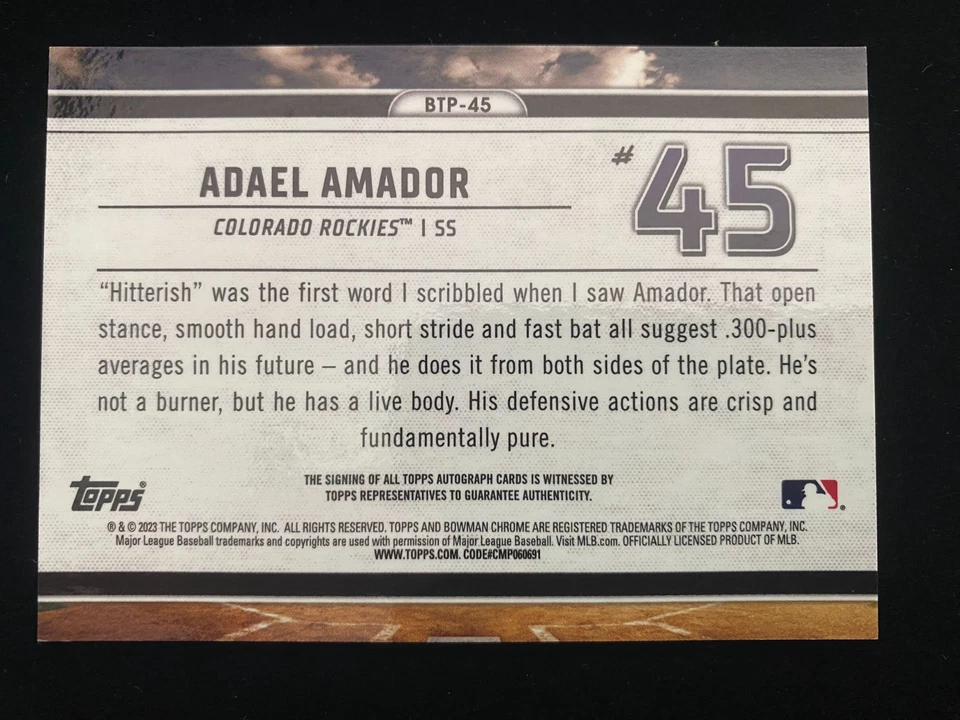 BTP-45
ADAEL AMADOR
COLORADO ROCKIES™ | SS
#45
“Hitterish” was the first word I scribbled when I saw Amador. That open
stance, smooth hand load, short stride and fast bat all suggest .300-plus
averages in his future – and he does it from both sides of the plate. He’s
not a burner, but he has a live body. His defensive actions are crisp and
fundamentally pure.
topps®
THE SIGNING OF ALL TOPPS AUTOGRAPH CARDS IS WITNESSED BY
TOPPS REPRESENTATIVES TO GUARANTEE AUTHENTICITY.
® & © 2023 THE TOPPS COMPANY, INC. ALL RIGHTS RESERVED. TOPPS AND BOWMAN CHROME ARE REGISTERED TRADEMARKS OF THE TOPPS COMPANY, INC.
Major League Baseball trademarks and copyrights are used with permission of Major League Baseball. Visit MLB.com. OFFICIALLY LICENSED PRODUCT OF MLB.
WWW.TOPPS.COM. CODE#CMP060691